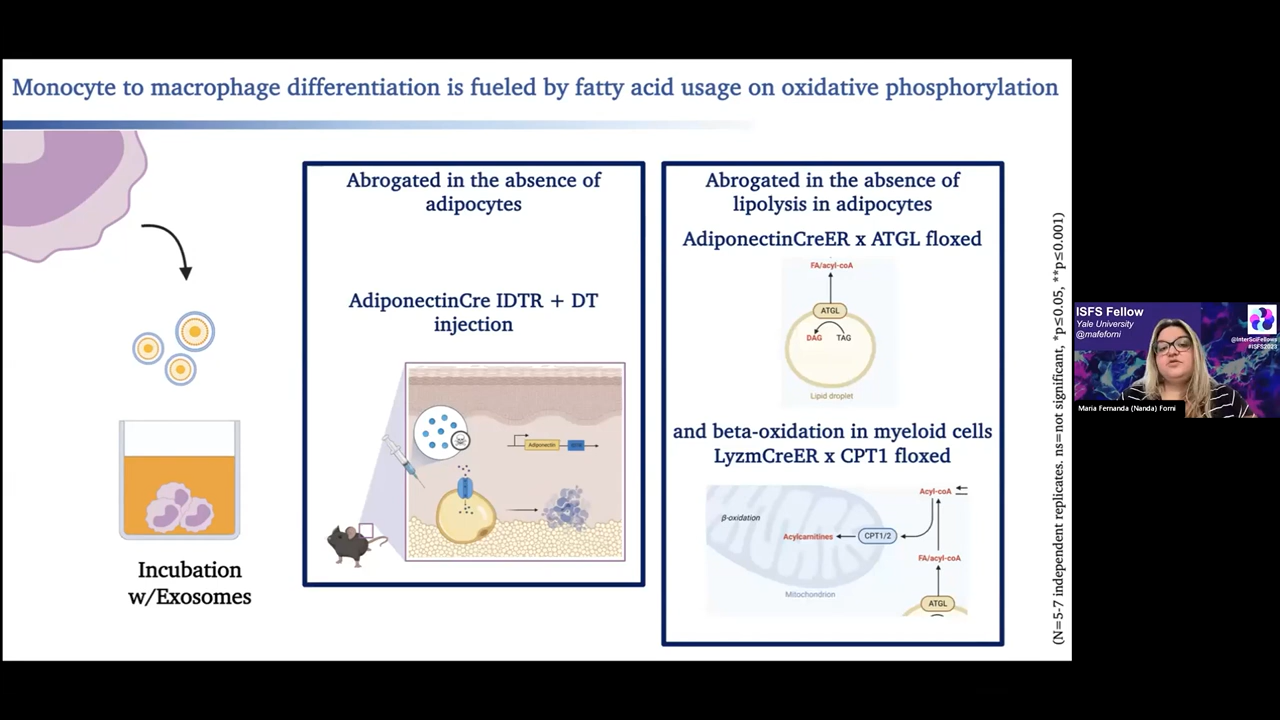 Monocyte to macrophage differentiation is fueled by fatty acid usage on oxidative phosphorylation
Incubation
w/Exosomes
Abrogated in the absence of
adipocytes
AdiponectinCre IDTR + DT
injection
Adiponectin
Abrogated in the absence of
lipolysis in adipocytes
AdiponectinCreER x ATGL floxed
FA/acyl-coA
ATGL
DAG
TAG
Lipid droplet
and beta-oxidation in myeloid cells
LyzmCreER x CPT1 floxed
Acyl-coA
β-oxidation
Acylcarnitines
CPT1/2
FA/acyl-coA
Mitochondrion
ATGL
(N=5-7 independent replicates. ns=not significant, *p≤0.05, **p≤0.001)
ISFS Fellow
Yale University
@mafeforni
@InterSciFellows
#ISFS2023
Maria Fernanda (Nanda) Forni